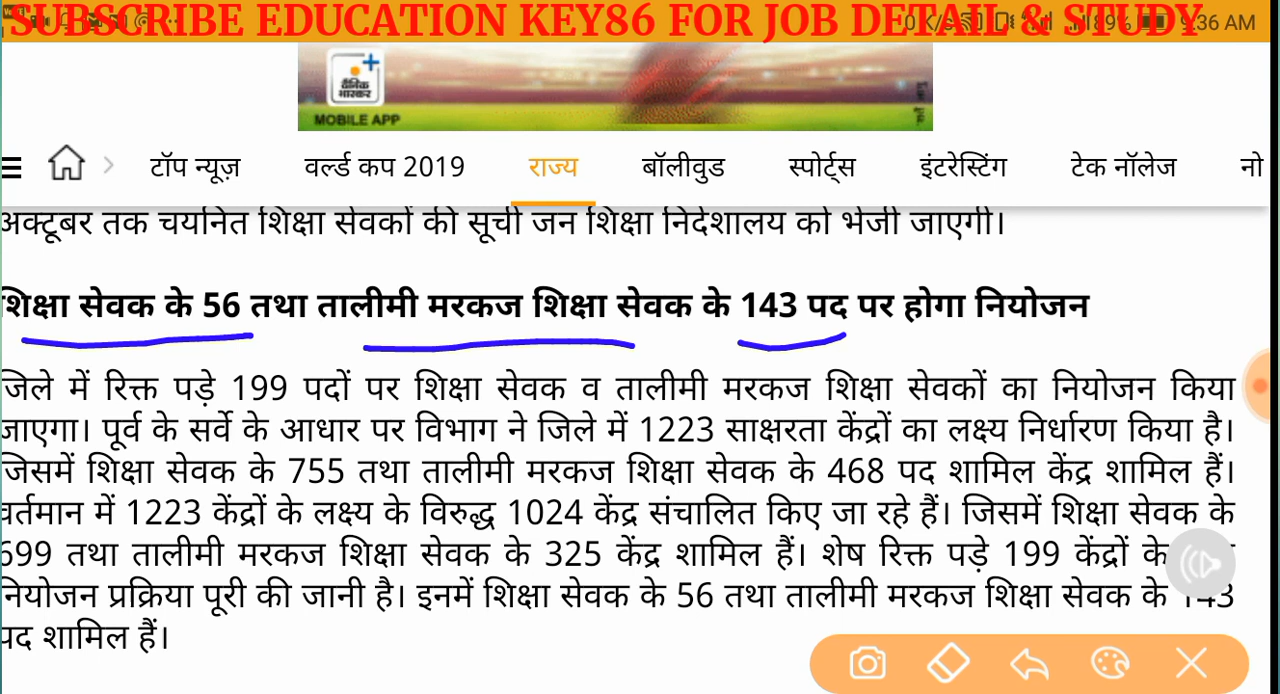 SUBSCRIBE EDUCATION KEY86 FOR JOB DETAIL & STUDY
89% 9:36 AM
दैनिक भास्कर
MOBILE APP
टॉप न्यूज़ वर्ल्ड कप 2019 राज्य बॉलीवुड स्पोर्ट्स इंटरेस्टिंग टेक नॉलेज नो
अक्टूबर तक चयनित शिक्षा सेवकों की सूची जन शिक्षा निदेशालय को भेजी जाएगी।
शिक्षा सेवक के 56 तथा तालीमी मरकज शिक्षा सेवक के 143 पद पर होगा नियोजन
जिले में रिक्त पड़े 199 पदों पर शिक्षा सेवक व तालीमी मरकज शिक्षा सेवकों का नियोजन किया
जाएगा। पूर्व के सर्वे के आधार पर विभाग ने जिले में 1223 साक्षरता केंद्रों का लक्ष्य निर्धारण किया है।
जिसमें शिक्षा सेवक के 755 तथा तालीमी मरकज शिक्षा सेवक के 468 पद शामिल केंद्र शामिल हैं।
वर्तमान में 1223 केंद्रों के लक्ष्य के विरुद्ध 1024 केंद्र संचालित किए जा रहे हैं। जिसमें शिक्षा सेवक के
699 तथा तालीमी मरकज शिक्षा सेवक के 325 केंद्र शामिल हैं। शेष रिक्त पड़े 199 केंद्रों के
नियोजन प्रक्रिया पूरी की जानी है। इनमें शिक्षा सेवक के 56 तथा तालीमी मरकज शिक्षा सेवक के 143
पद शामिल हैं।